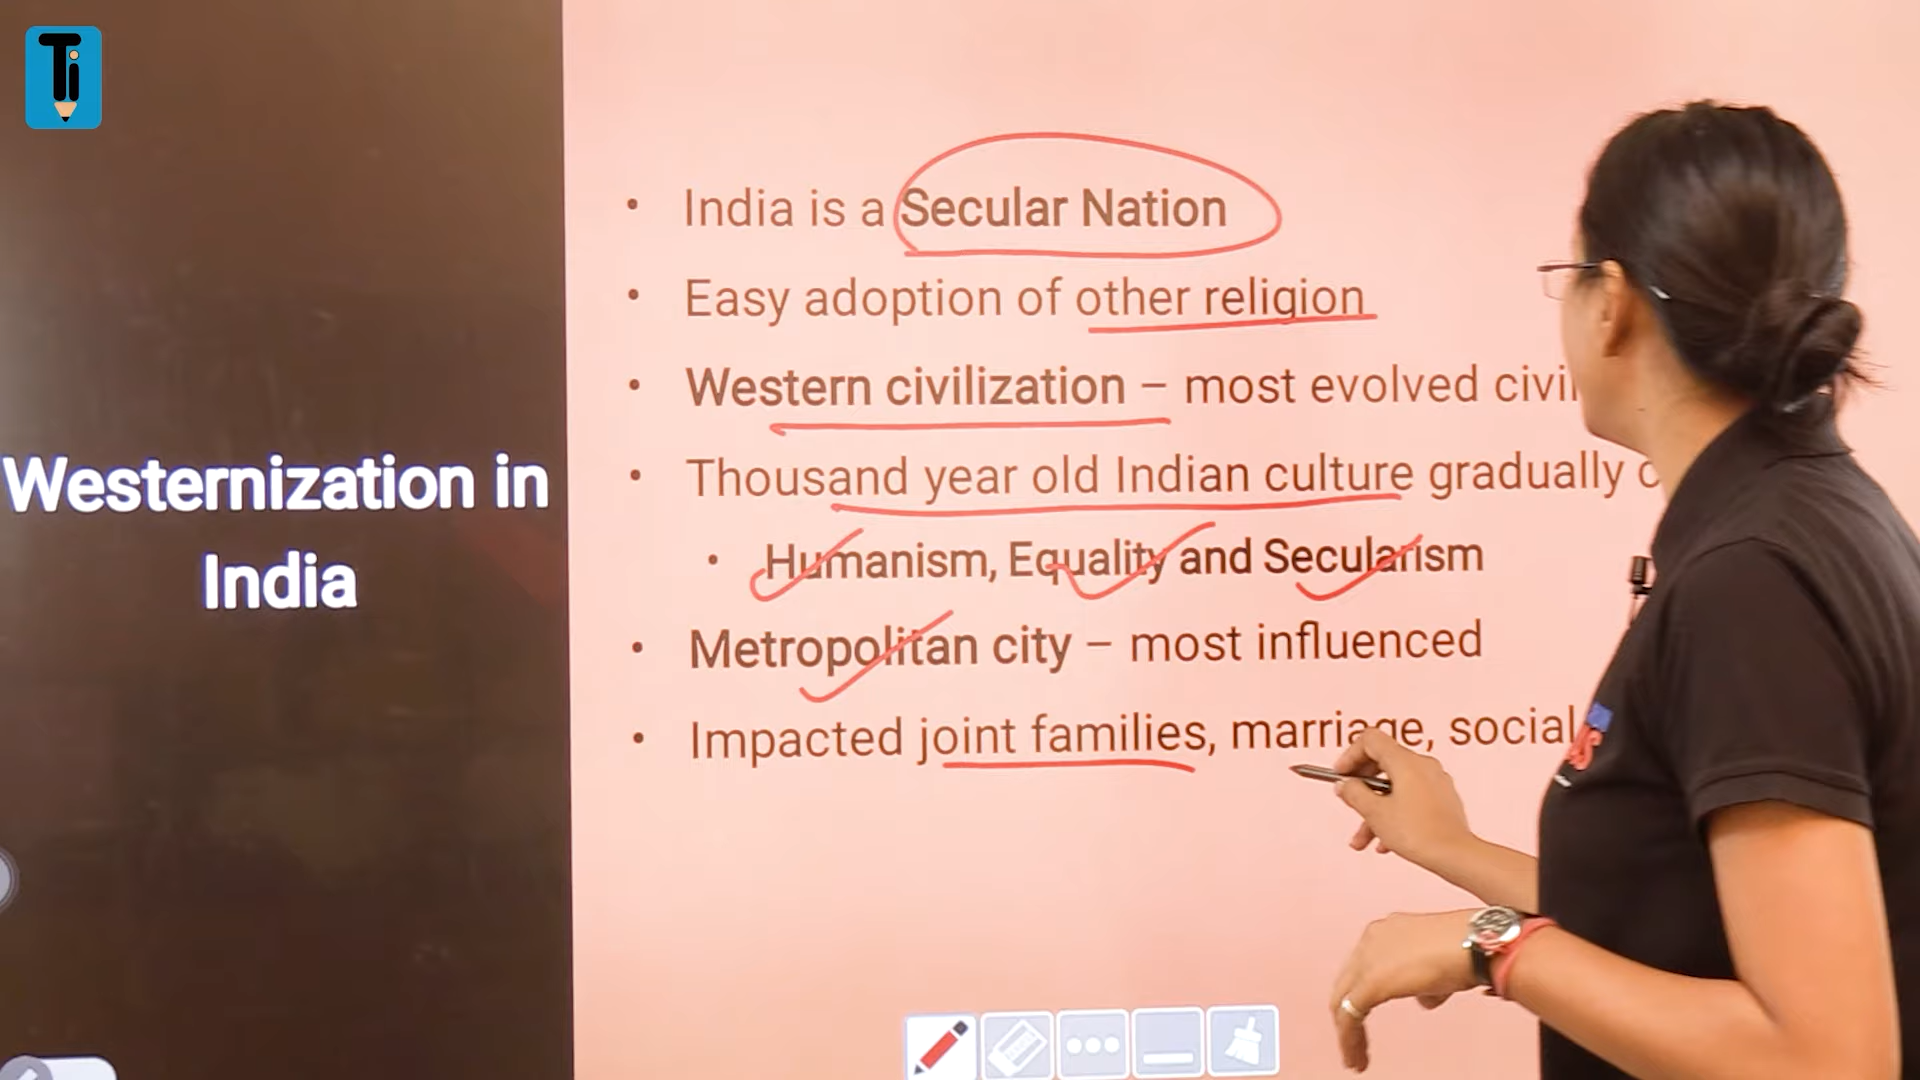 Ti
Westernization in
India
• India is a Secular Nation
• Easy adoption of other religion
• Western civilization – most evolved
• Thousand year old Indian culture gradually
• Humanism, Equality and Secularism
• Metropolitan city – most influenced
• Impacted joint families, marriage, social